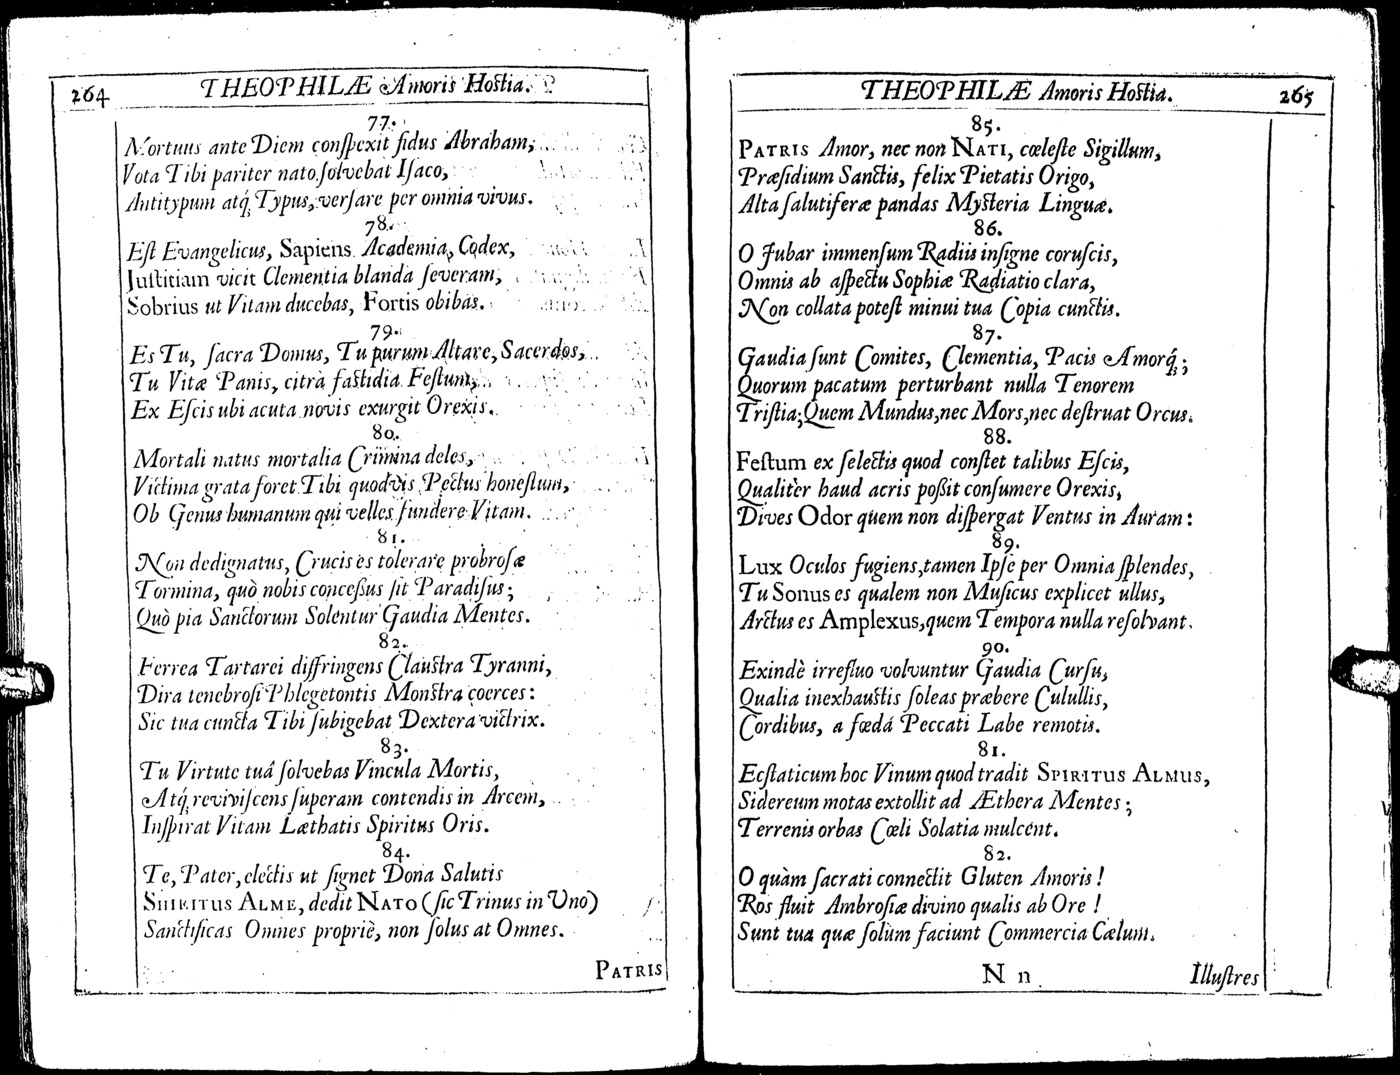 264
THEOPHILÆ Amoris Hostia.
77.
Mortuus ante Diem conſpexit fidus Abraham;
Vota Tibi pariter nato ſolvebat Iſaco,
Antitypum atq́; Typus, verſare per omnia vivus.
78.
Eſt Evangelicus, Sapiens Academia, Codex,
Juſtitiam vicit Clementia blanda ſeveram,
Sobrius ut Vitam ducebas, Fortis obibas.
79.
Es Tu, ſacra Domus, Tu purum Altare, Sacerdos,
Tu Vitæ Panis, citrà faſtidia Feſtum,
Ex Eſcis ubi acuta novis exurgit Orexis.
80.
Mortali natus mortalia Crimina deles,
Victima grata foret Tibi quodvis Pectus honeſtum,
Ob Genus humanum qui velles fundere Vitam.
81.
Non dedignatus, Crucis es tolerare probroſæ
Tormina, quò nobis conceſſus ſit Paradiſus;
Quò pia Sanctorum Solentur Gaudia Mentes.
82.
Ferrea Tartarei diffringens Clauſtra Tyranni,
Dira tenebroſi Phlegetontis Monſtra coerces:
Sic tua cuncta Tibi ſubigebat Dextera victrix.
83.
Tu Virtute tuâ ſolvebas Vincula Mortis,
Atq́; reviviſcens ſuperam contendis in Arcem,
Inſpirat Vitam Læthatis Spiritus Oris.
84.
Te, Pater, electis ut ſignet Dona Salutis
SPIRITUS ALME, dedit NATO (ſic Trinus in Uno)
Sanctificas Omnes propriè, non ſolus at Omnes.
PATRIS
THEOPHILÆ Amoris Hoſtia.
265
85.
PATRIS Amor, nec non NATI, cœleſte Sigillum,
Præſidium Sanctis, felix Pietatis Origo,
Alta ſalutiferæ pandas Myſteria Linguæ.
86.
O Jubar immenſum Radiis inſigne coruſcis,
Omnis ab aſpectu Sophiæ Radiatio clara,
Non collata poteſt minui tua Copia cunctis.
87.
Gaudia ſunt Comites, Clementia, Pacis Amorq́;;
Quorum pacatum perturbant nulla Tenorem
Triſtia; Quem Mundus, nec Mors, nec deſtruat Orcus.
88.
Feſtum ex ſelectis quod conſtet talibus Eſcis,
Qualitèr haud acris poßit conſumere Orexis,
Dives Odor quem non diſpergat Ventus in Auram:
89.
Lux Oculos fugiens, tamen Ipſe per Omnia ſplendes,
Tu Sonus es qualem non Muſicus explicet ullus,
Arctus es Amplexus, quem Tempora nulla reſolvant.
90.
Exindè irrefluo volvuntur Gaudia Curſu,
Qualia inexhauſtis ſoleas præbere Culullis,
Cordibus, a fœdâ Peccati Labe remotis.
81.
Ecſtaticum hoc Vinum quod tradit SPIRITUS ALMUS,
Sidereum motas extollit ad Æthera Mentes;
Terrenis orbas Cœli Solatia mulcent.
82.
O quàm ſacrati connectit Gluten Amoris!
Ros fluit Ambroſiæ divino qualis ab Ore!
Sunt tua quæ ſolùm faciunt Commercia Cælum.
N n
Illuſtres